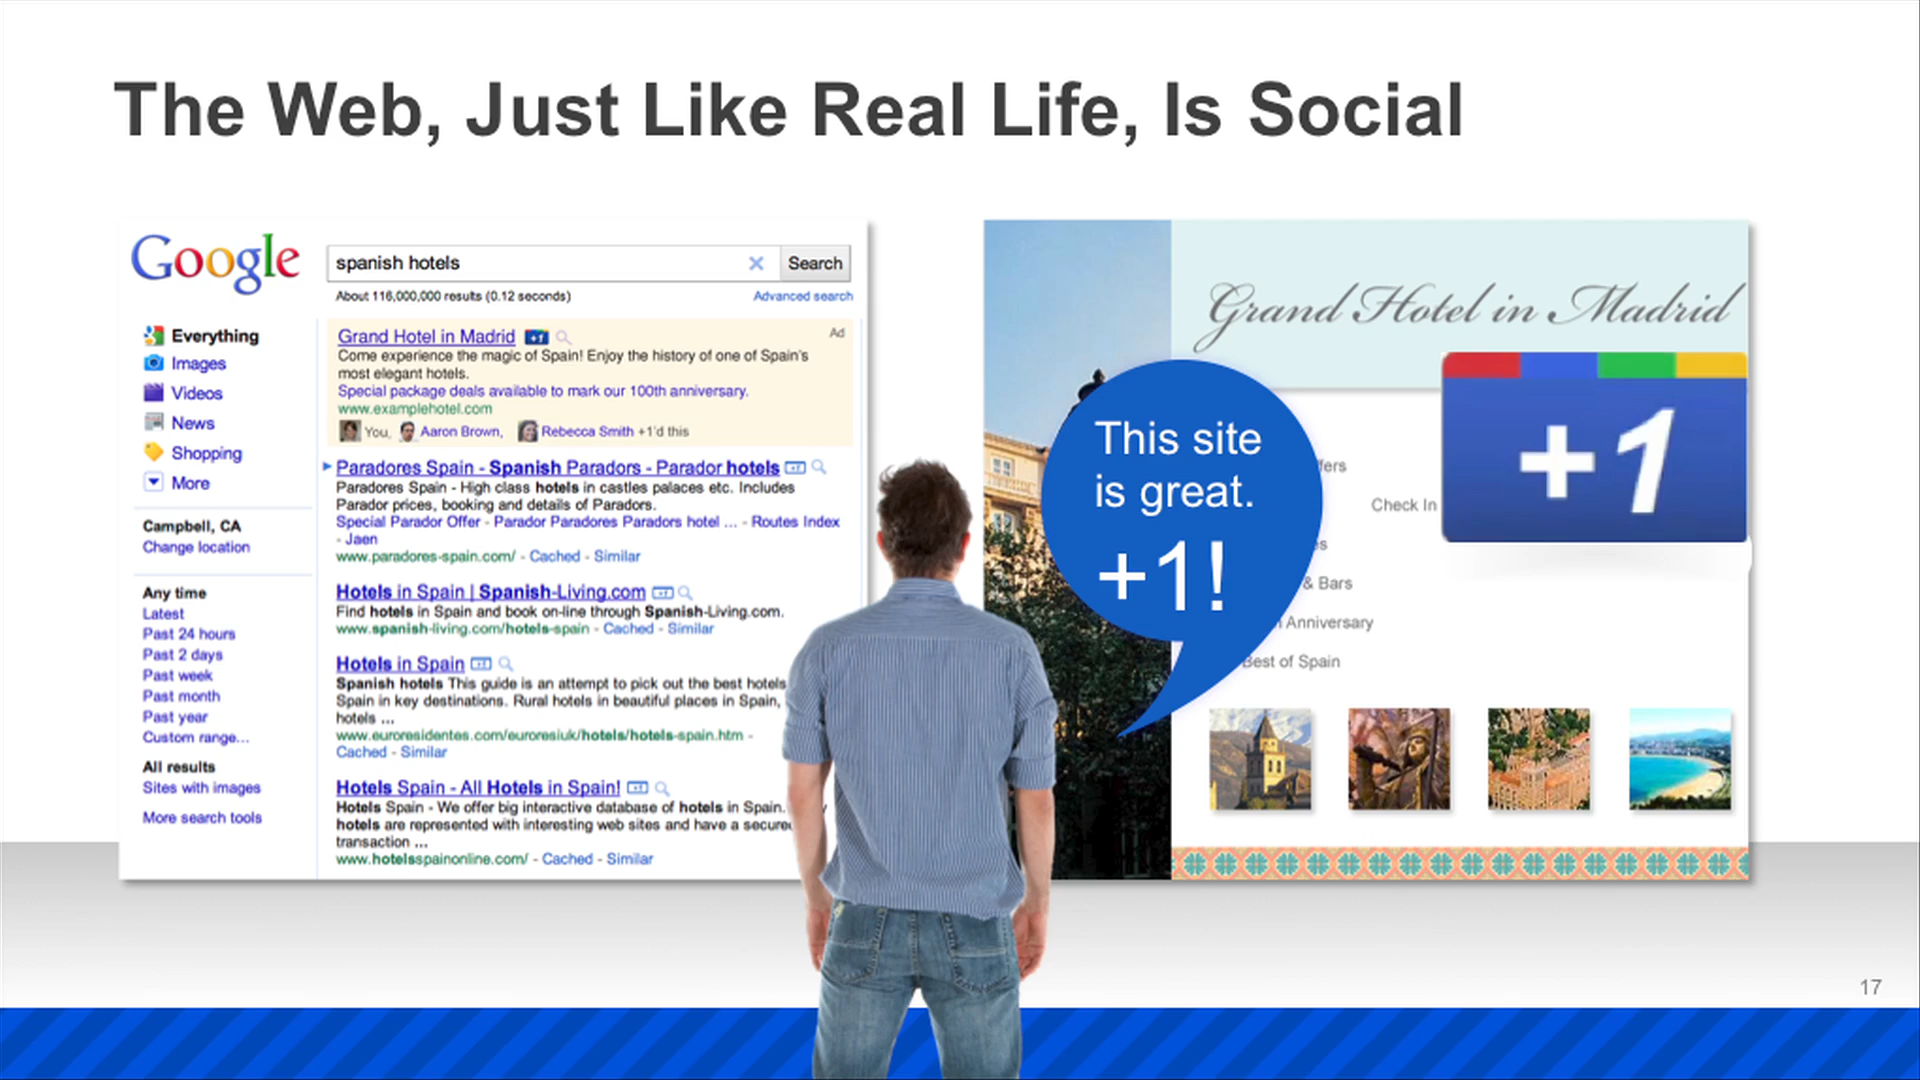 The Web, Just Like Real Life, Is Social
Google
spanish hotels
Search
About 116,000,000 results (0.12 seconds)
Advanced search
Everything
Images
Videos
News
Shopping
More
Campbell, CA
Change location
Any time
Latest
Past 24 hours
Past 2 days
Past week
Past month
Past year
Custom range...
All results
Sites with images
More search tools
Grand Hotel in Madrid +1
Ad
Come experience the magic of Spain! Enjoy the history of one of Spain's
most elegant hotels.
Special package deals available to mark our 100th anniversary.
www.examplehotel.com
You, Aaron Brown, Rebecca Smith +1'd this
Paradores Spain - Spanish Paradors - Parador hotels +1
Paradores Spain - High class hotels in castles palaces etc. Includes
Parador prices, booking and details of Paradors.
Special Parador Offer - Parador Paradores Paradors hotel ... - Routes Index
- Jaen
www.paradores-spain.com/ - Cached - Similar
Hotels in Spain | Spanish-Living.com +1
Find hotels in Spain and book on-line through Spanish-Living.com.
www.spanish-living.com/hotels-spain - Cached - Similar
Hotels in Spain +1
Spanish hotels This guide is an attempt to pick out the best hotels
Spain in key destinations. Rural hotels in beautiful places in Spain,
hotels ...
www.euroresidentes.com/euroresiuk/hotels/hotels-spain.htm -
Cached - Similar
Hotels Spain - All Hotels in Spain! +1
Hotels Spain - We offer big interactive database of hotels in Spain.
hotels are represented with interesting web sites and have a secure
transaction ...
www.hotelsspainonline.com/ - Cached - Similar
Grand Hotel in Madrid
+1
This site
is great.
+1!
Check In
& Bars
Anniversary
Best of Spain
17